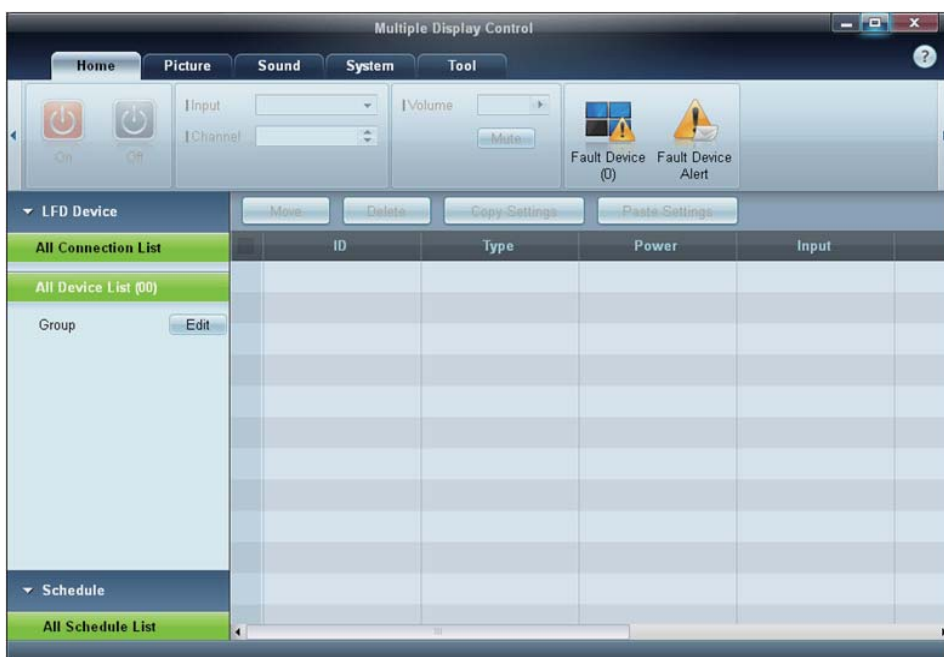 Multiple Display Control
Home Picture Sound System Tool
?
Input
Channel
On Off
Volume
Mute
Fault Device
(0)
Fault Device
Alert
LFD Device
All Connection List
All Device List (00)
Group Edit
Move Delete Copy Settings Paste Settings
ID Type Power Input
Schedule
All Schedule List